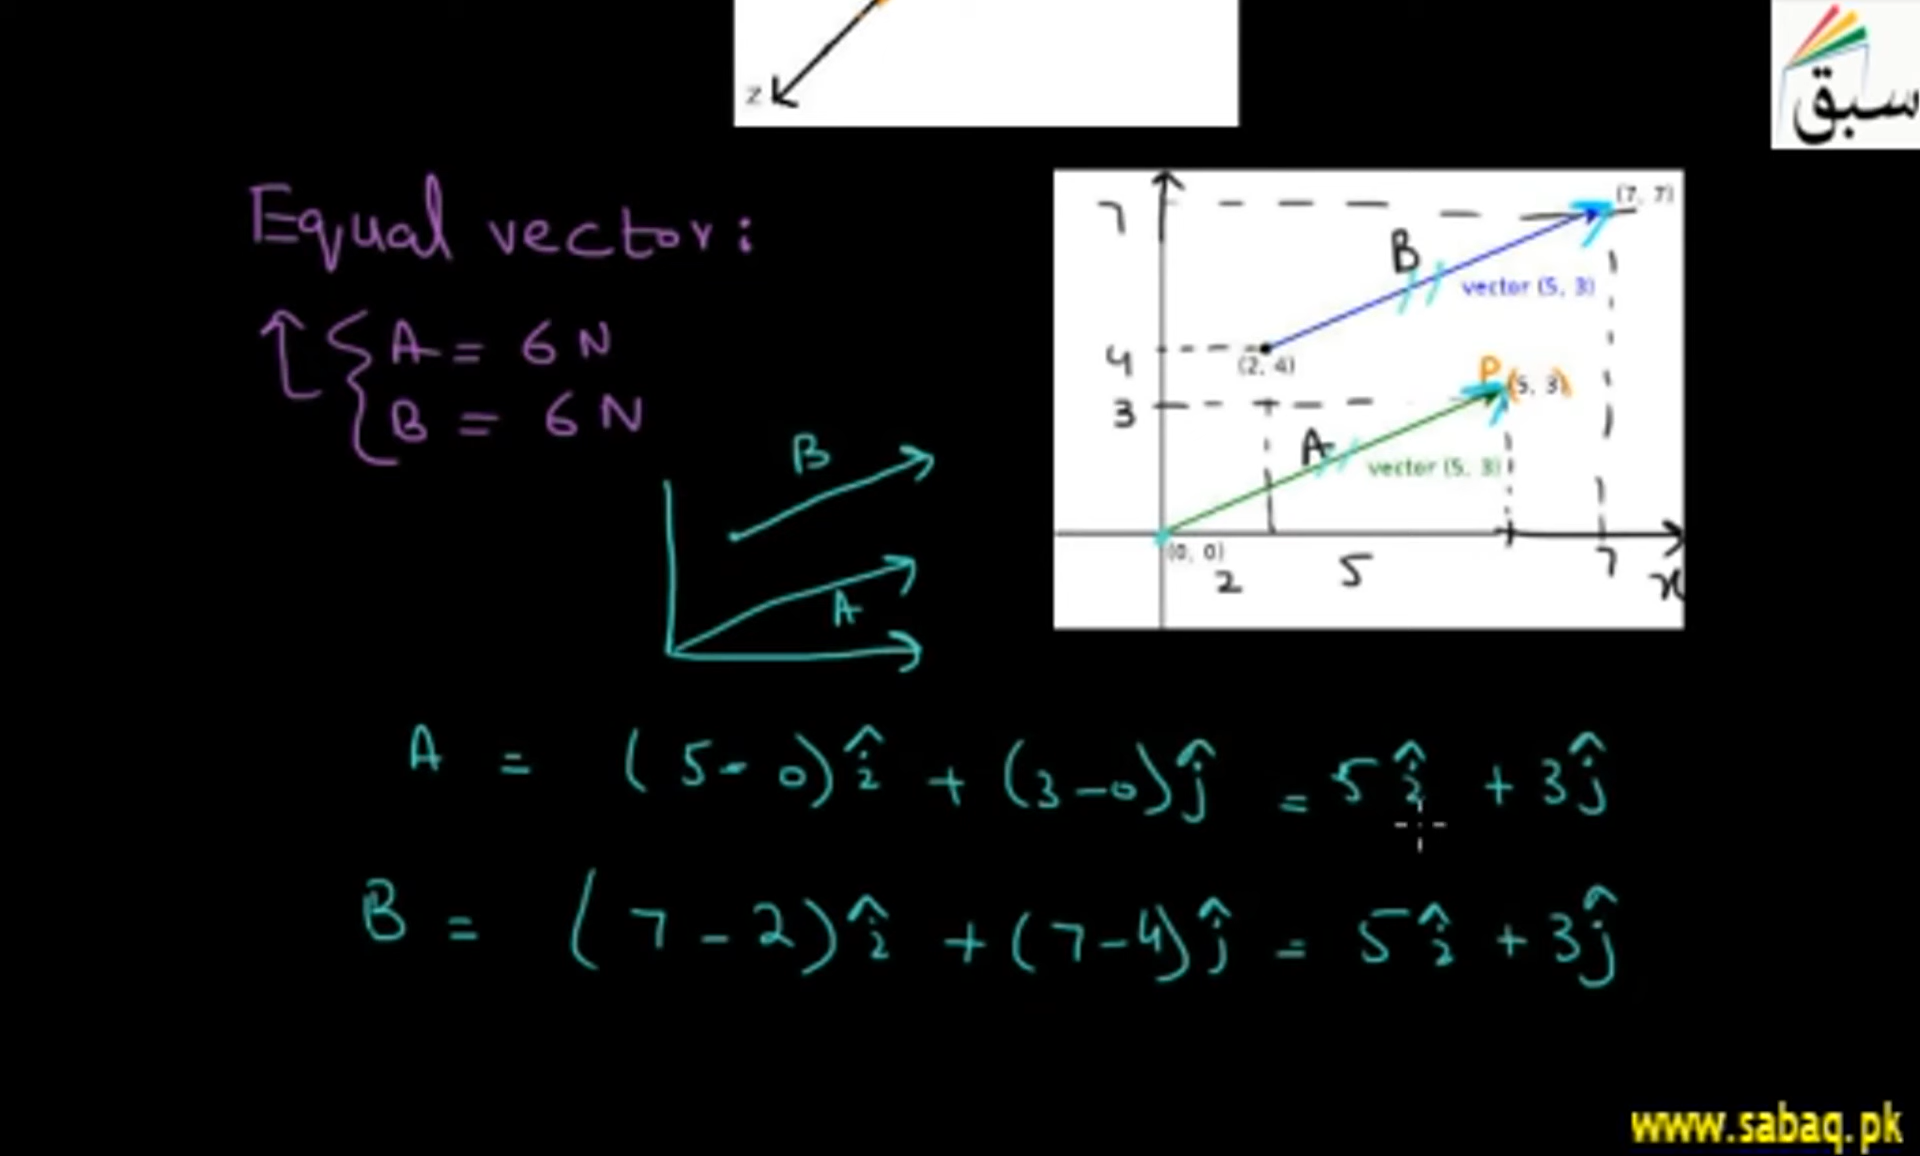 z
سبق
Equal vector:
A = 6 N
B = 6 N
B
A
7
(7, 7)
B
vector (5, 3)
4
(2, 4)
P
(5, 3)
3
A
vector (5, 3)
(0, 0)
2
5
7
x
A = (5 - 0)î + (3 - 0)ĵ = 5î + 3ĵ
B = (7 - 2)î + (7 - 4)ĵ = 5î + 3ĵ
www.sabaq.pk